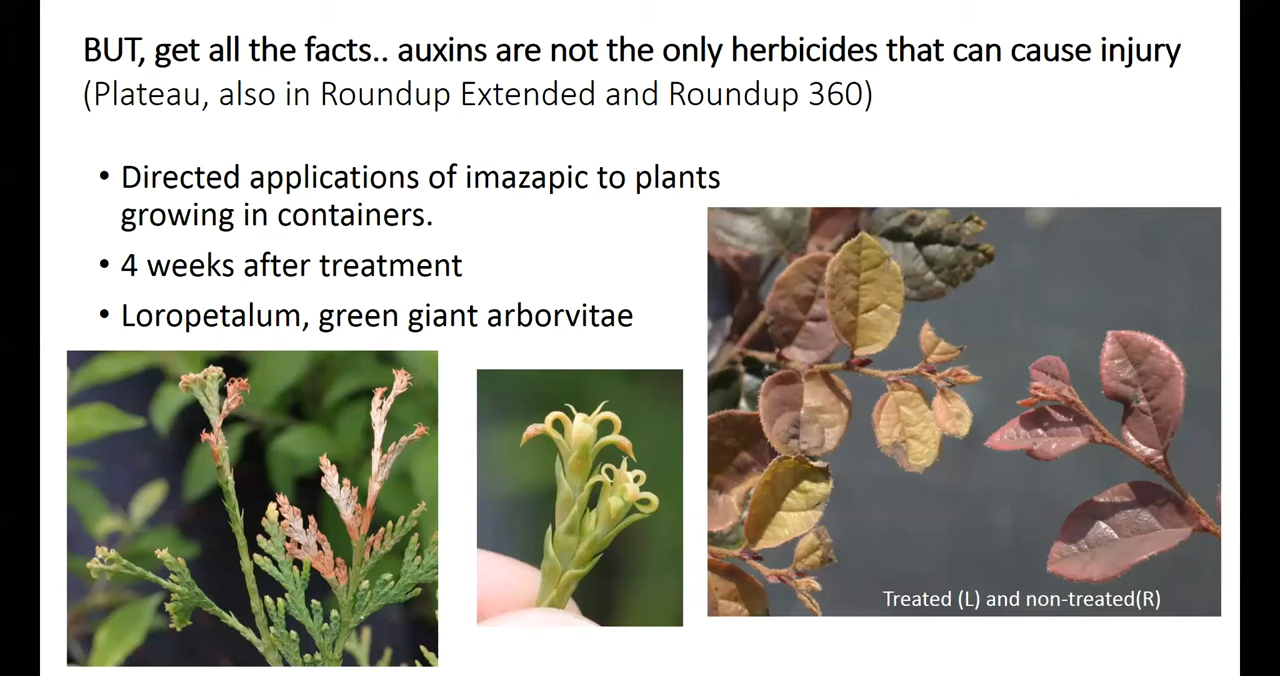 BUT, get all the facts.. auxins are not the only herbicides that can cause injury
(Plateau, also in Roundup Extended and Roundup 360)
• Directed applications of imazapic to plants
growing in containers.
• 4 weeks after treatment
• Loropetalum, green giant arborvitae
Treated (L) and non-treated(R)